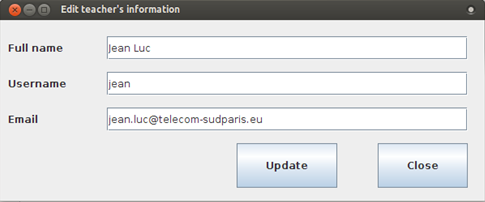 Edit teacher's information
Full name Jean Luc
Username jean
Email jean.luc@telecom-sudparis.eu
Update Close